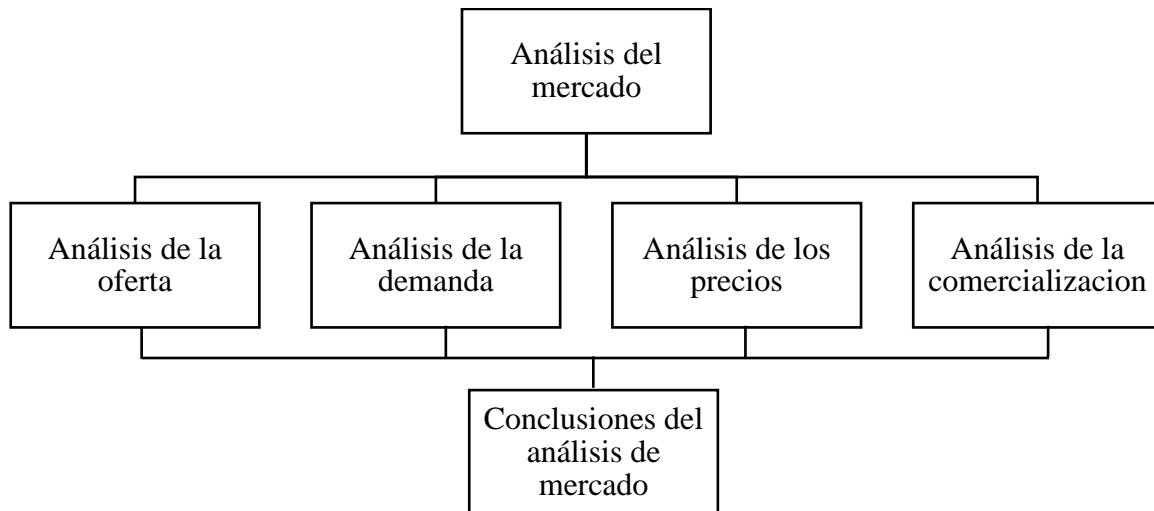 Análisis del
mercado
Análisis de la
oferta
Análisis de la
demanda
Análisis de los
precios
Análisis de la
comercializacion
Conclusiones del
análisis de
mercado